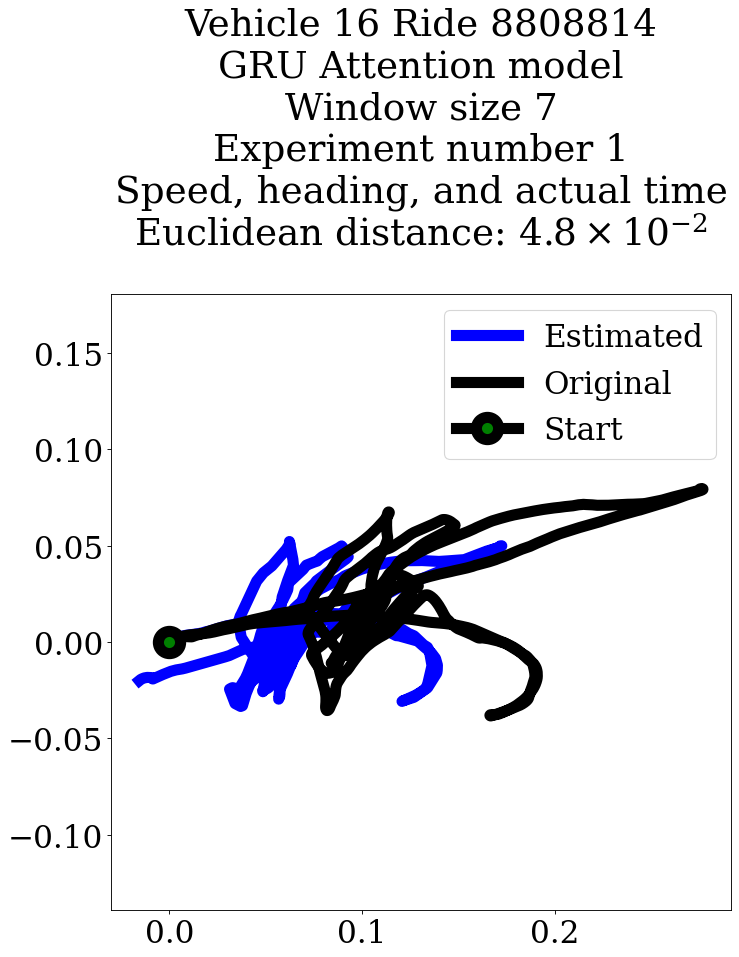 Vehicle 16 Ride 8808814
GRU Attention model
Window size 7
Experiment number 1
Speed, heading, and actual time
Euclidean distance: 4.8 × 10⁻²
Estimated
Original
Start
0.15
0.10
0.05
0.00
−0.05
−0.10
0.0 0.1 0.2